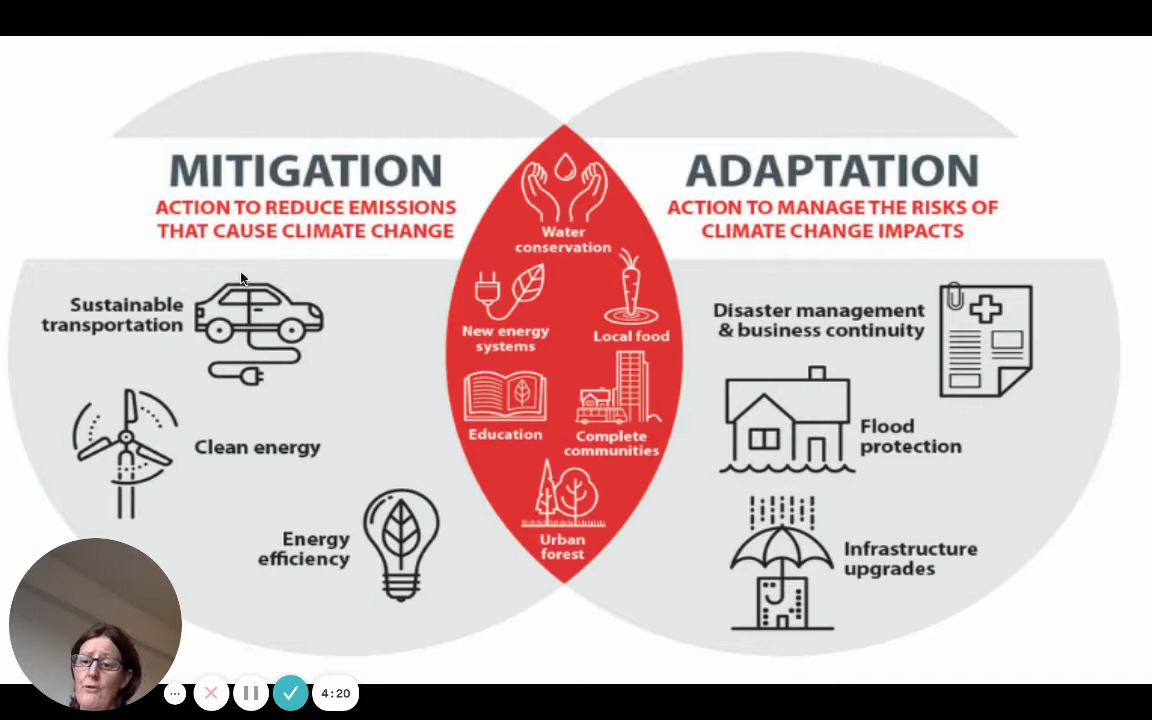 MITIGATION
ACTION TO REDUCE EMISSIONS
THAT CAUSE CLIMATE CHANGE
ADAPTATION
ACTION TO MANAGE THE RISKS OF
CLIMATE CHANGE IMPACTS
Sustainable
transportation
Clean energy
Energy
efficiency
Water
conservation
New energy
systems
Local food
Education
Complete
communities
Urban
forest
Disaster management
& business continuity
Flood
protection
Infrastructure
upgrades
4:20